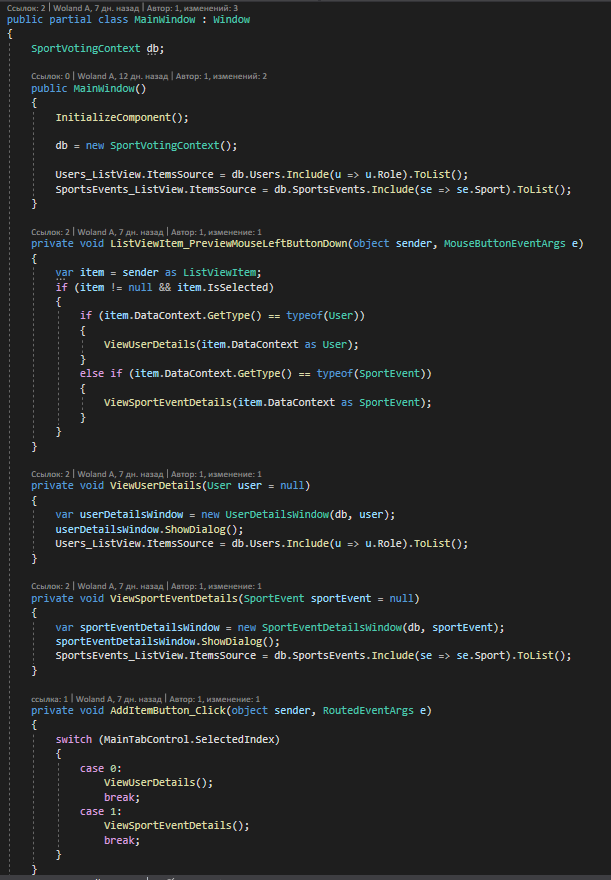 Ссылок: 2 | Woland A, 7 дн. назад | Автор: 1, изменений: 3
public partial class MainWindow : Window
{
SportVotingContext db;
Ссылок: 0 | Woland A, 12 дн. назад | Автор: 1, изменений: 2
public MainWindow()
{
InitializeComponent();
db = new SportVotingContext();
Users_ListView.ItemsSource = db.Users.Include(u => u.Role).ToList();
SportsEvents_ListView.ItemsSource = db.SportsEvents.Include(se => se.Sport).ToList();
}
Ссылок: 2 | Woland A, 7 дн. назад | Автор: 1, изменение: 1
private void ListViewItem_PreviewMouseLeftButtonDown(object sender, MouseButtonEventArgs e)
{
var item = sender as ListViewItem;
if (item != null && item.IsSelected)
{
if (item.DataContext.GetType() == typeof(User))
{
ViewUserDetails(item.DataContext as User);
}
else if (item.DataContext.GetType() == typeof(SportEvent))
{
ViewSportEventDetails(item.DataContext as SportEvent);
}
}
}
Ссылок: 2 | Woland A, 7 дн. назад | Автор: 1, изменение: 1
private void ViewUserDetails(User user = null)
{
var userDetailsWindow = new UserDetailsWindow(db, user);
userDetailsWindow.ShowDialog();
Users_ListView.ItemsSource = db.Users.Include(u => u.Role).ToList();
}
Ссылок: 2 | Woland A, 7 дн. назад | Автор: 1, изменение: 1
private void ViewSportEventDetails(SportEvent sportEvent = null)
{
var sportEventDetailsWindow = new SportEventDetailsWindow(db, sportEvent);
sportEventDetailsWindow.ShowDialog();
SportsEvents_ListView.ItemsSource = db.SportsEvents.Include(se => se.Sport).ToList();
}
ссылка: 1 | Woland A, 7 дн. назад | Автор: 1, изменение: 1
private void AddItemButton_Click(object sender, RoutedEventArgs e)
{
switch (MainTabControl.SelectedIndex)
{
case 0:
ViewUserDetails();
break;
case 1:
ViewSportEventDetails();
break;
}
}